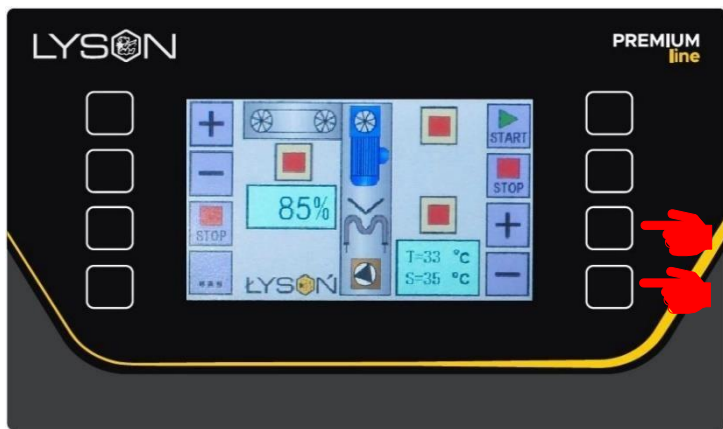 LYSON
PREMIUM
line
+
−
STOP
...
85%
START
STOP
+
−
T=33 °C
S=35 °C
ŁYSOŃ